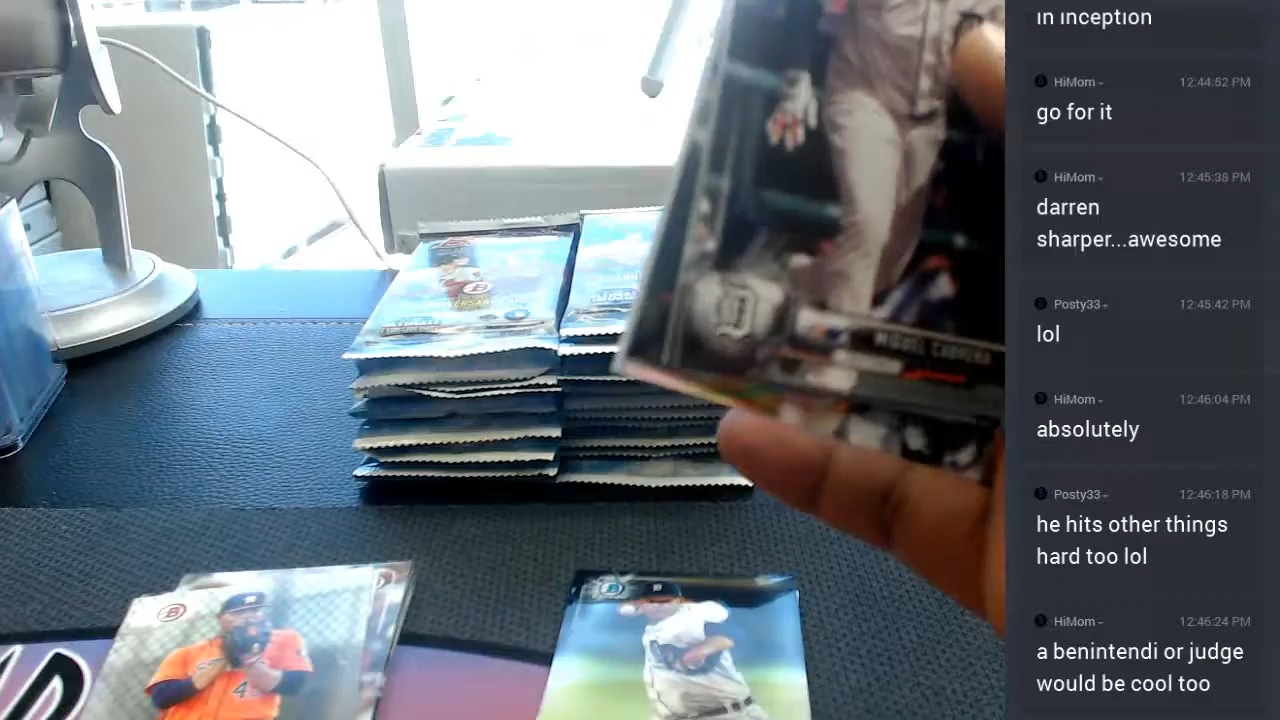 in inception
HiMom
12:44:52 PM
go for it
HiMom
12:45:38 PM
darren
sharper...awesome
Posty33
12:45:42 PM
lol
HiMom
12:46:04 PM
absolutely
Posty33
12:46:18 PM
he hits other things
hard too lol
HiMom
12:46:24 PM
a benintendi or judge
would be cool too
MIGUEL CABRERA